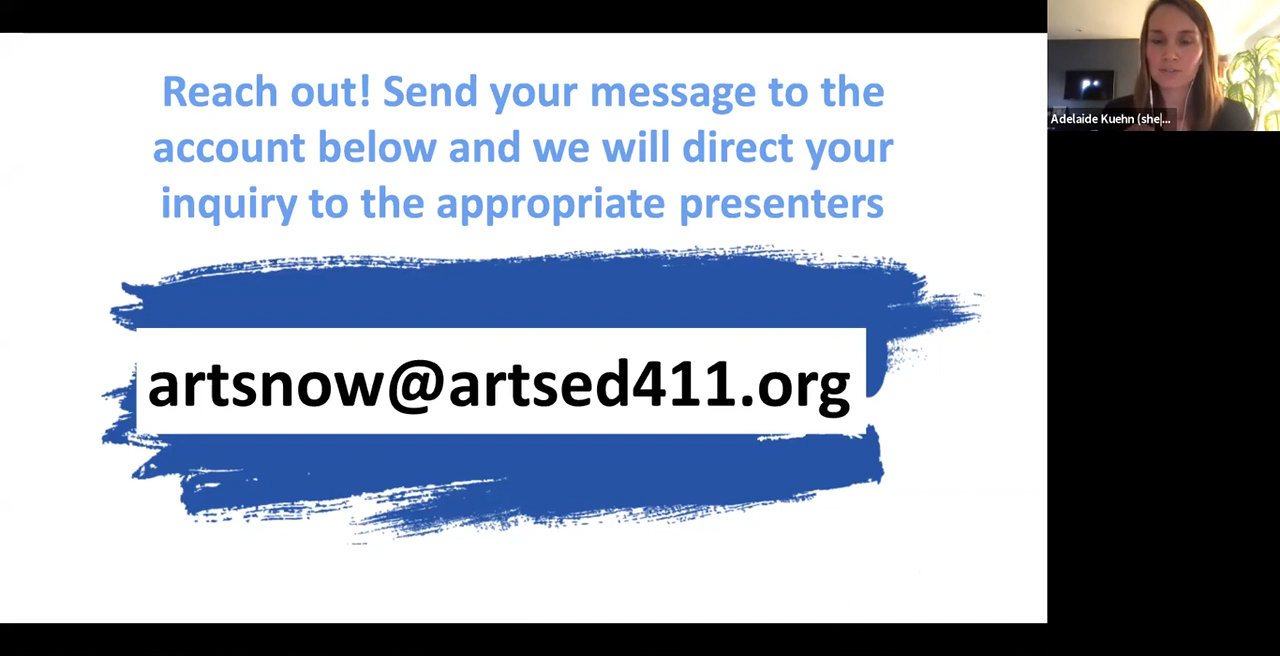 Reach out! Send your message to the
account below and we will direct your
inquiry to the appropriate presenters
artsnow@artsed411.org
Adelaide Kuehn (she|...